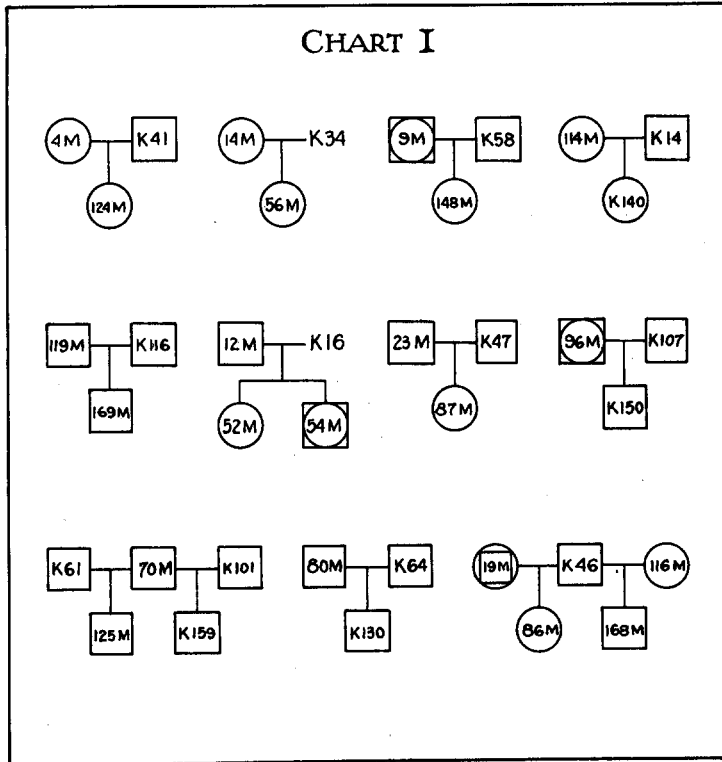 CHART I
4M K41 14M K34 9M K58 114M K14
124M 56M 148M K140
119M K116 12M K16 23M K47 96M K107
169M 52M 54M 87M K150
K61 70M K101 80M K64 19M K46 116M
125M K159 K130 86M 168M